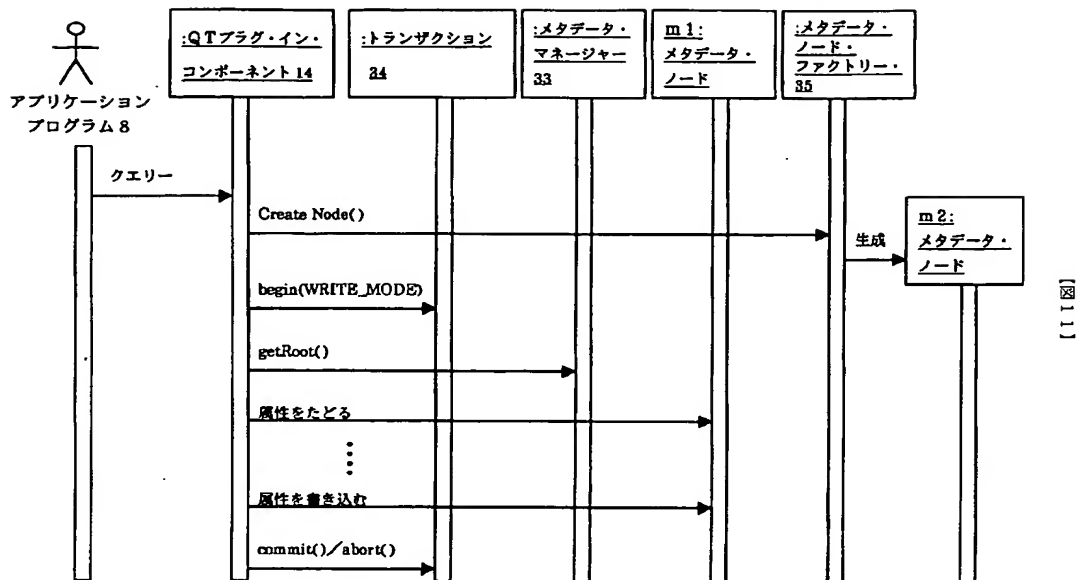 アプリケーション
プログラム8
:QTプラグ・イン・
コンポーネント14
:トランザクション
34
:メタデータ・
マネージャー
33
m1:
メタデータ・
ノード
:メタデータ・
ノード・
ファクトリー・
35
クエリー
Create Node()
生成
m2:
メタデータ・
ノード
begin(WRITE_MODE)
getRoot()
属性をたどる
属性を書き込む
commit()/abort()
【図11】